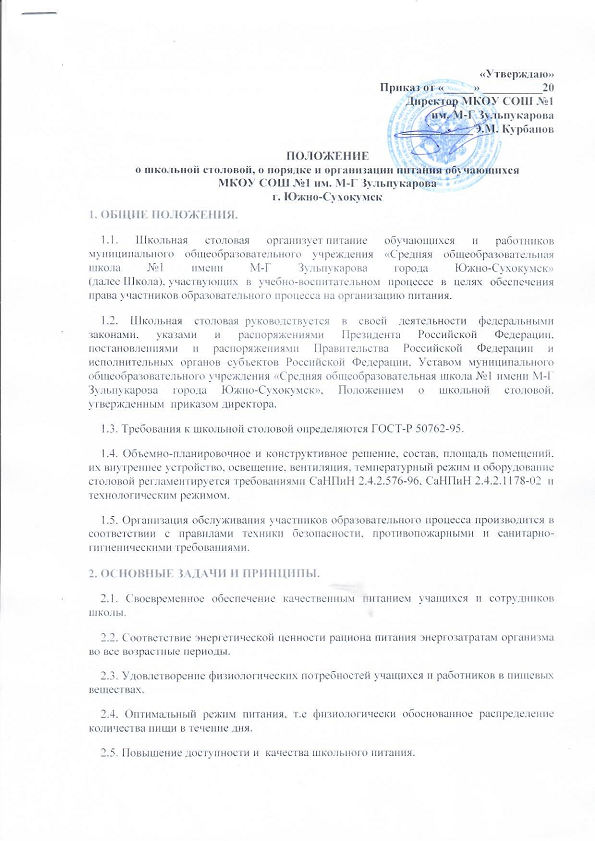 «Утверждаю»
Приказ от «_____» ___________20
Директор МКОУ СОШ №1
им. М-Г Зульпукарова
Э.М. Курбанов
ПОЛОЖЕНИЕ
о школьной столовой, о порядке и организации питания обучающихся
МКОУ СОШ №1 им. М-Г Зульпукарова
г. Южно-Сухокумск
1. ОБЩИЕ ПОЛОЖЕНИЯ.
1.1. Школьная столовая организует питание обучающихся и работников
муниципального общеобразовательного учреждения «Средняя общеобразовательная
школа №1 имени М-Г Зульпукарова города Южно-Сухокумск»
(далее Школа), участвующих в учебно-воспитательном процессе в целях обеспечения
права участников образовательного процесса на организацию питания.
1.2. Школьная столовая руководствуется в своей деятельности федеральными
законами, указами и распоряжениями Президента Российской Федерации,
постановлениями и распоряжениями Правительства Российской Федерации и
исполнительных органов субъектов Российской Федерации, Уставом муниципального
общеобразовательного учреждения «Средняя общеобразовательная школа №1 имени М-Г
Зульпукарова города Южно-Сухокумск», Положением о школьной столовой,
утвержденным приказом директора.
1.3. Требования к школьной столовой определяются ГОСТ-Р 50762-95.
1.4. Объемно-планировочное и конструктивное решение, состав, площадь помещений,
их внутреннее устройство, освещение, вентиляция, температурный режим и оборудование
столовой регламентируется требованиями СаНПиН 2.4.2.576-96, СаНПиН 2.4.2.1178-02 и
технологическим режимом.
1.5. Организация обслуживания участников образовательного процесса производится в
соответствии с правилами техники безопасности, противопожарными и санитарно-
гигиеническими требованиями.
2. ОСНОВНЫЕ ЗАДАЧИ И ПРИНЦИПЫ.
2.1. Своевременное обеспечение качественным питанием учащихся и сотрудников
школы.
2.2. Соответствие энергетической ценности рациона питания энергозатратам организма
во все возрастные периоды.
2.3. Удовлетворение физиологических потребностей учащихся и работников в пищевых
веществах.
2.4. Оптимальный режим питания, т.е физиологически обоснованное распределение
количества пищи в течение дня.
2.5. Повышение доступности и качества школьного питания.